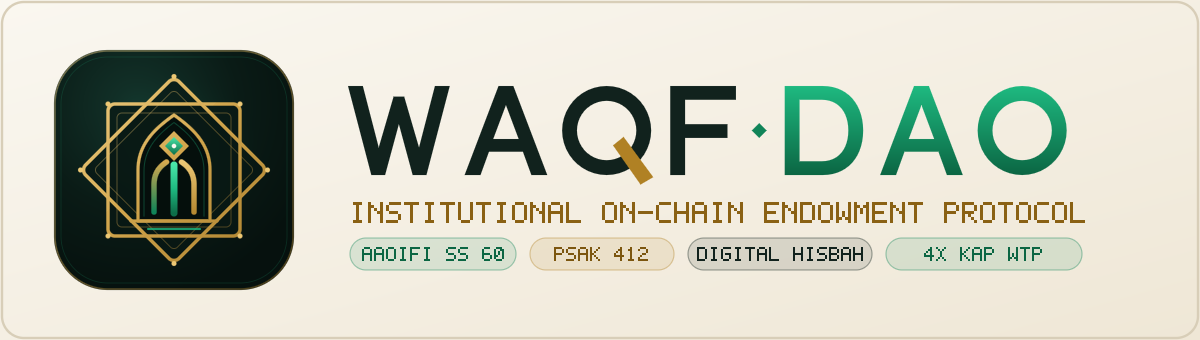 WAQF·DAO
INSTITUTIONAL ON-CHAIN ENDOWMENT PROTOCOL
AAOIFI SS 60 PSAK 412 DIGITAL HISBAH 4X KAP WTP